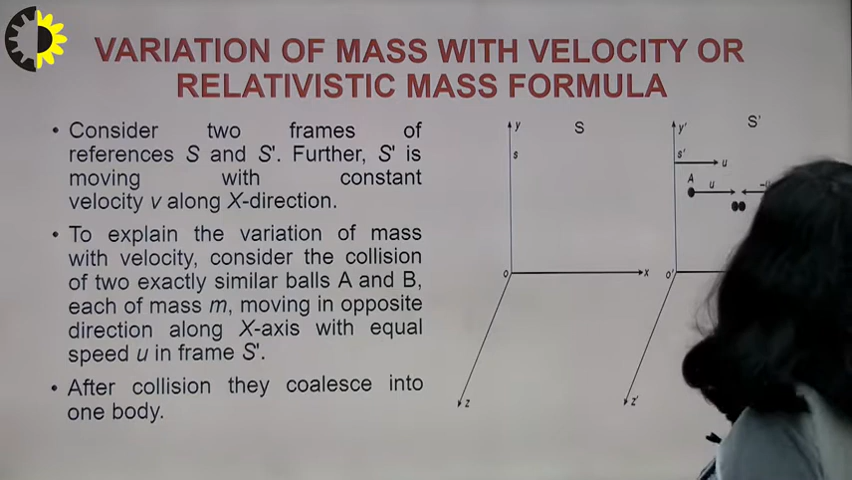 VARIATION OF MASS WITH VELOCITY OR
RELATIVISTIC MASS FORMULA
• Consider two frames of
references S and S'. Further, S' is
moving with constant
velocity v along X-direction.
• To explain the variation of mass
with velocity, consider the collision
of two exactly similar balls A and B,
each of mass m, moving in opposite
direction along X-axis with equal
speed u in frame S'.
• After collision they coalesce into
one body.
y
S
s
o
x
z
y'
S'
s'
u
A
u
o'
z'